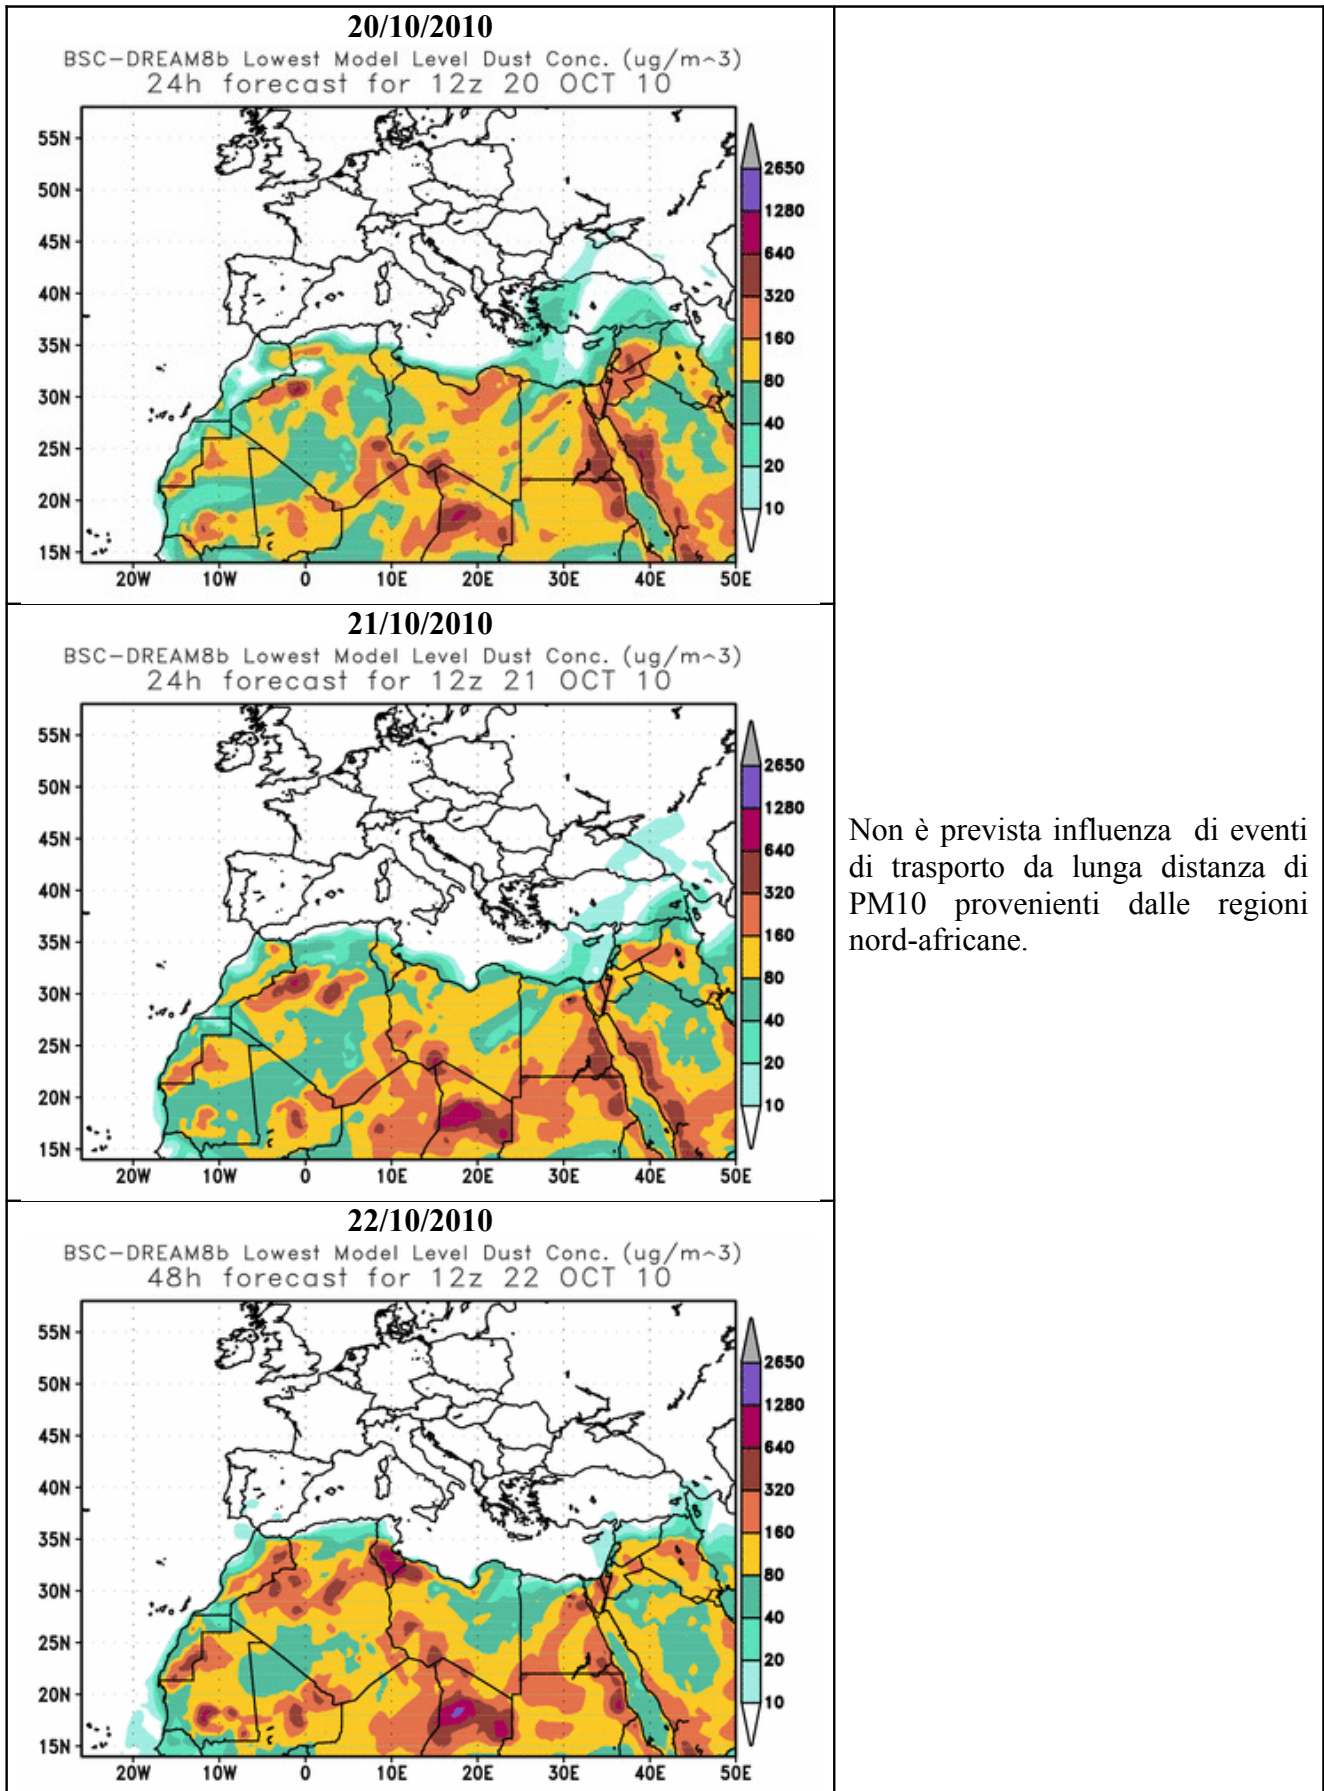 20/10/2010
BSC-DREAM8b Lowest Model Level Dust Conc. (ug/m^3)
24h forecast for 12z 20 OCT 10
55N
50N
45N
40N
35N
30N
25N
20N
15N
20W 10W 0 10E 20E 30E 40E 50E
2650
1280
640
320
160
80
40
20
10
21/10/2010
BSC-DREAM8b Lowest Model Level Dust Conc. (ug/m^3)
24h forecast for 12z 21 OCT 10
55N
50N
45N
40N
35N
30N
25N
20N
15N
20W 10W 0 10E 20E 30E 40E 50E
2650
1280
640
320
160
80
40
20
10
22/10/2010
BSC-DREAM8b Lowest Model Level Dust Conc. (ug/m^3)
48h forecast for 12z 22 OCT 10
55N
50N
45N
40N
35N
30N
25N
20N
15N
20W 10W 0 10E 20E 30E 40E 50E
2650
1280
640
320
160
80
40
20
10
Non è prevista influenza di eventi
di trasporto da lunga distanza di
PM10 provenienti dalle regioni
nord-africane.